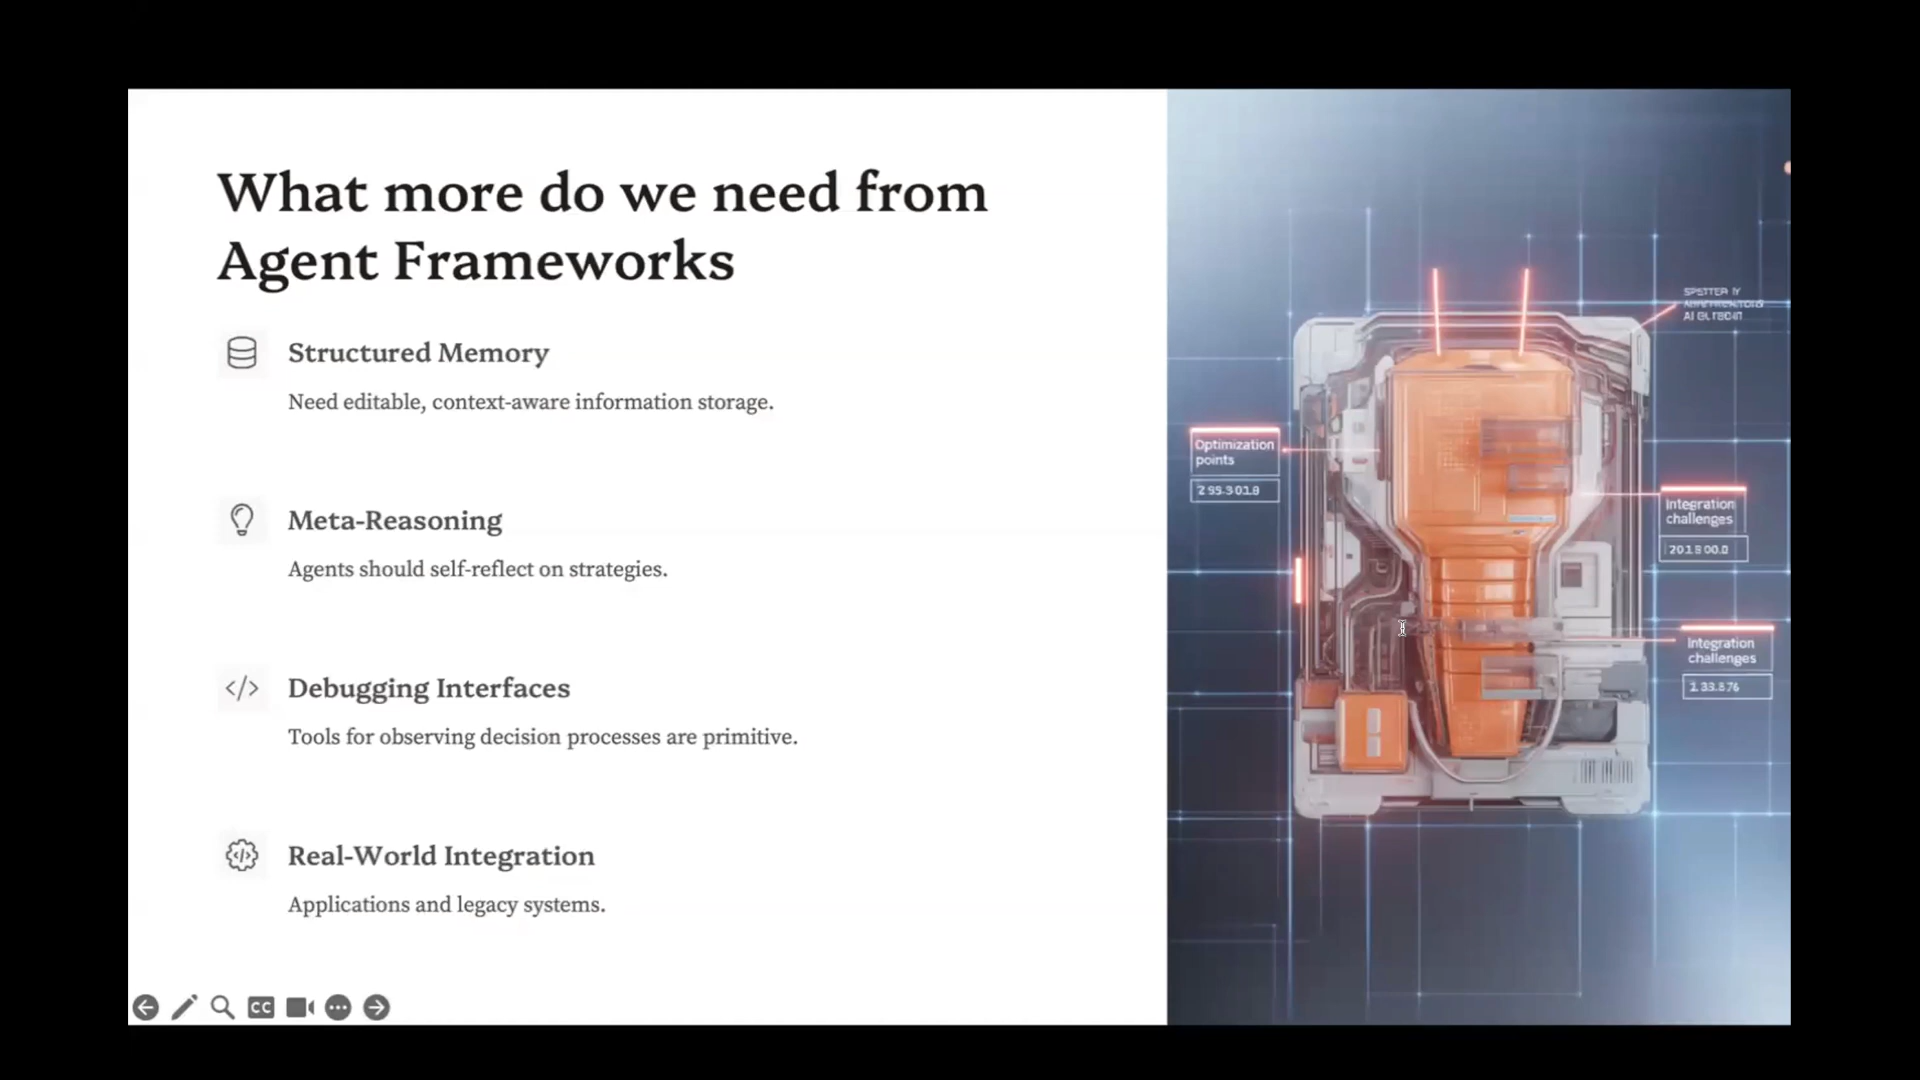 What more do we need from
Agent Frameworks
Structured Memory
Need editable, context-aware information storage.
Meta-Reasoning
Agents should self-reflect on strategies.
Debugging Interfaces
Tools for observing decision processes are primitive.
Real-World Integration
Applications and legacy systems.
Optimization
points
Integration
challenges
Integration
challenges
CC